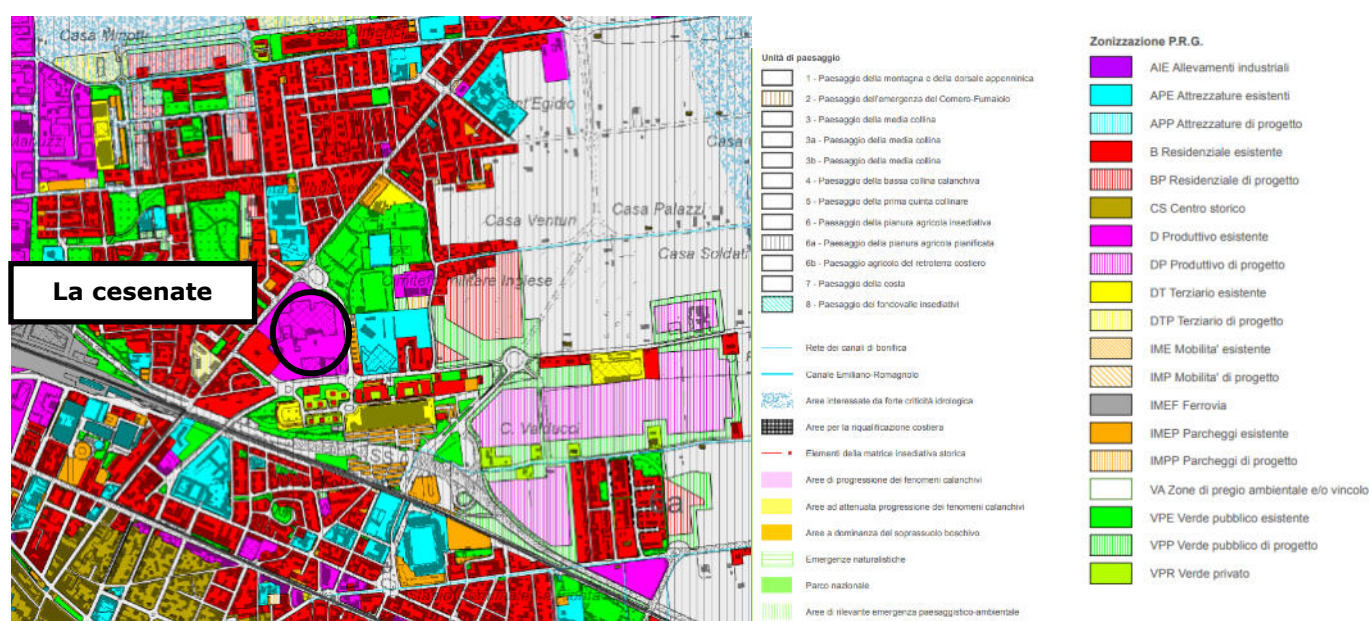 Casa Minotti
Sant'Egidio
Casa Ventun
Casa Palazzi
Casa Soldati
Cimitero militare Inglese
La cesenate
C. Valducci
Unità di paesaggio
1 - Paesaggio della montagna e della dorsale appenninica
2 - Paesaggio dell'emergenza del Comero-Fumaiolo
3 - Paesaggio della media collina
3a - Paesaggio della media collina
3b - Paesaggio della media collina
4 - Paesaggio della bassa collina calanchiva
5 - Paesaggio della prima quinta collinare
6 - Paesaggio della pianura agricola insediativa
6a - Paesaggio della pianura agricola pianificata
6b - Paesaggio agricolo del retroterra costiero
7 - Paesaggio della costa
8 - Paesaggio dei fondovalle insediativi
Rete dei canali di bonifica
Canale Emiliano-Romagnolo
Aree interessate da forte criticità idrologica
Aree per la riqualificazione costiera
Elementi della matrice insediativa storica
Aree di progressione dei fenomeni calanchivi
Aree ad attenuata progressione dei fenomeni calanchivi
Aree a dominanza del soprassuolo boschivo
Emergenze naturalistiche
Parco nazionale
Aree di rilevante emergenza paesaggistico-ambientale
Zonizzazione P.R.G.
AIE Allevamenti industriali
APE Attrezzature esistenti
APP Attrezzature di progetto
B Residenziale esistente
BP Residenziale di progetto
CS Centro storico
D Produttivo esistente
DP Produttivo di progetto
DT Terziario esistente
DTP Terziario di progetto
IME Mobilita' esistente
IMP Mobilita' di progetto
IMEF Ferrovia
IMEP Parcheggi esistente
IMPP Parcheggi di progetto
VA Zone di pregio ambientale e/o vincolo
VPE Verde pubblico esistente
VPP Verde pubblico di progetto
VPR Verde privato